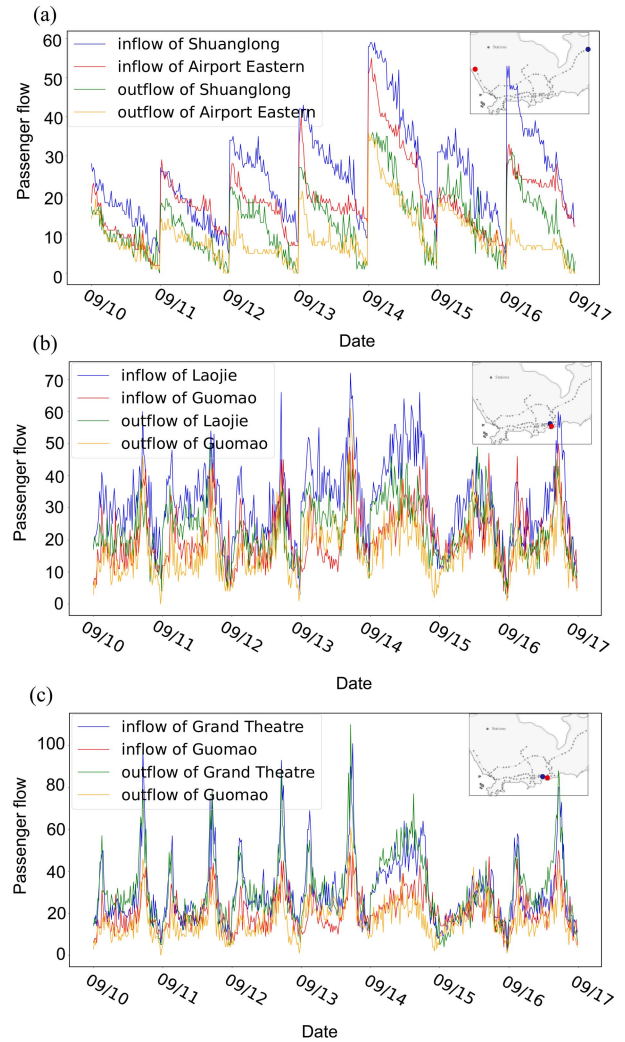 (a)
inflow of Shuanglong
inflow of Airport Eastern
outflow of Shuanglong
outflow of Airport Eastern
Stations
Passenger flow
60
50
40
30
20
10
0
09/10
09/11
09/12
09/13
09/14
09/15
09/16
09/17
Date
(b)
inflow of Laojie
inflow of Guomao
outflow of Laojie
outflow of Guomao
Stations
Passenger flow
70
60
50
40
30
20
10
0
09/10
09/11
09/12
09/13
09/14
09/15
09/16
09/17
Date
(c)
inflow of Grand Theatre
inflow of Guomao
outflow of Grand Theatre
outflow of Guomao
Stations
Passenger flow
100
80
60
40
20
0
09/10
09/11
09/12
09/13
09/14
09/15
09/16
09/17
Date